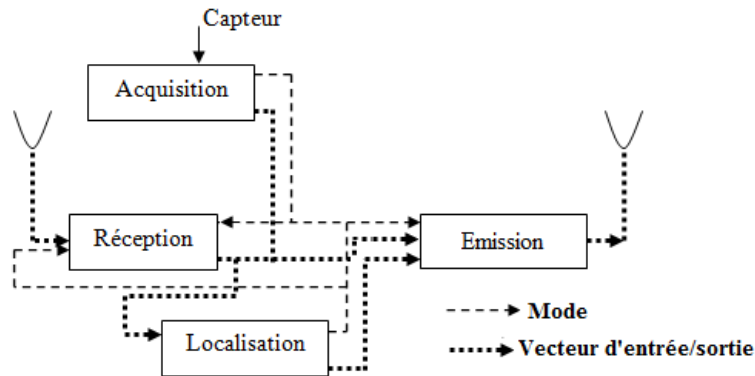 Capteur
Acquisition
Réception
Emission
Localisation
Mode
Vecteur d'entrée/sortie